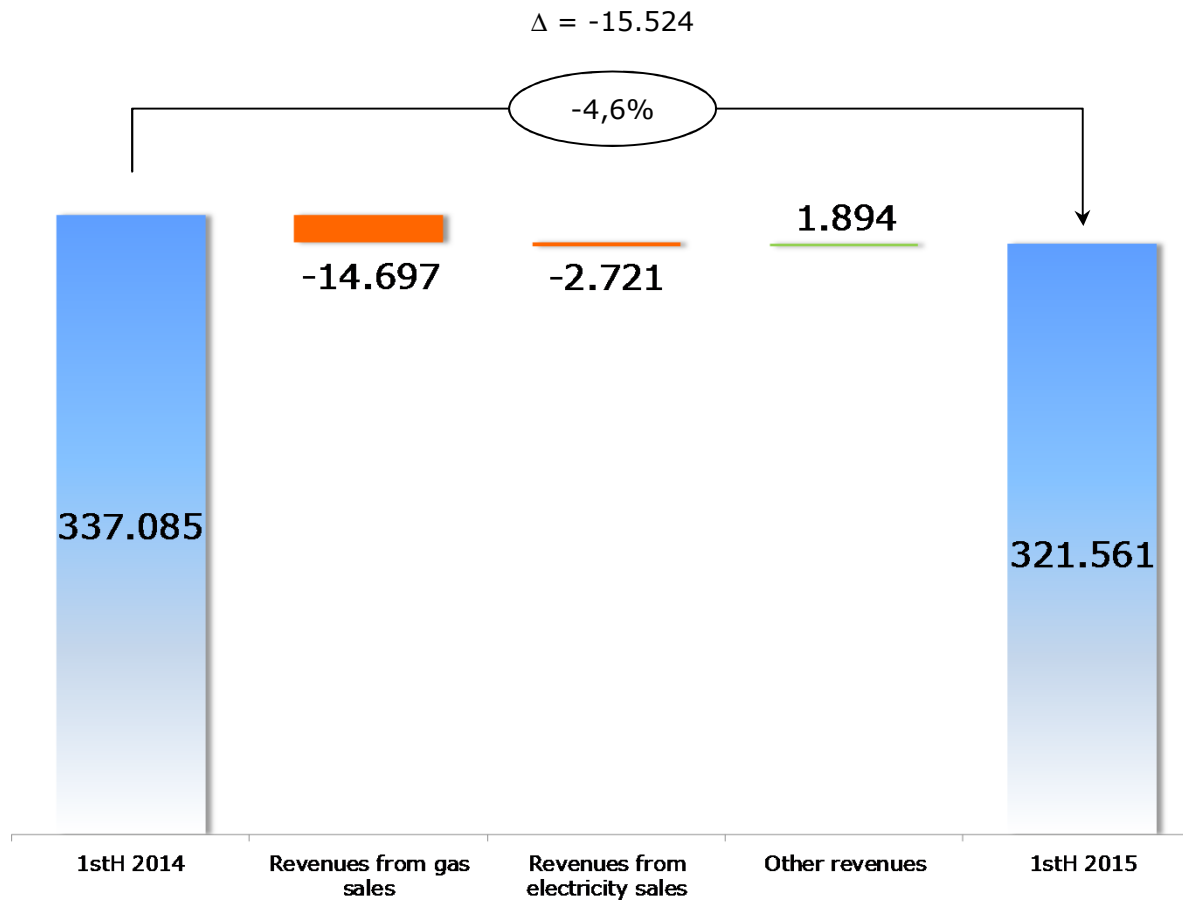 Δ = -15.524
-4,6%
1.894
-14.697
-2.721
337.085
321.561
1stH 2014
Revenues from gas
sales
Revenues from
electricity sales
Other revenues
1stH 2015